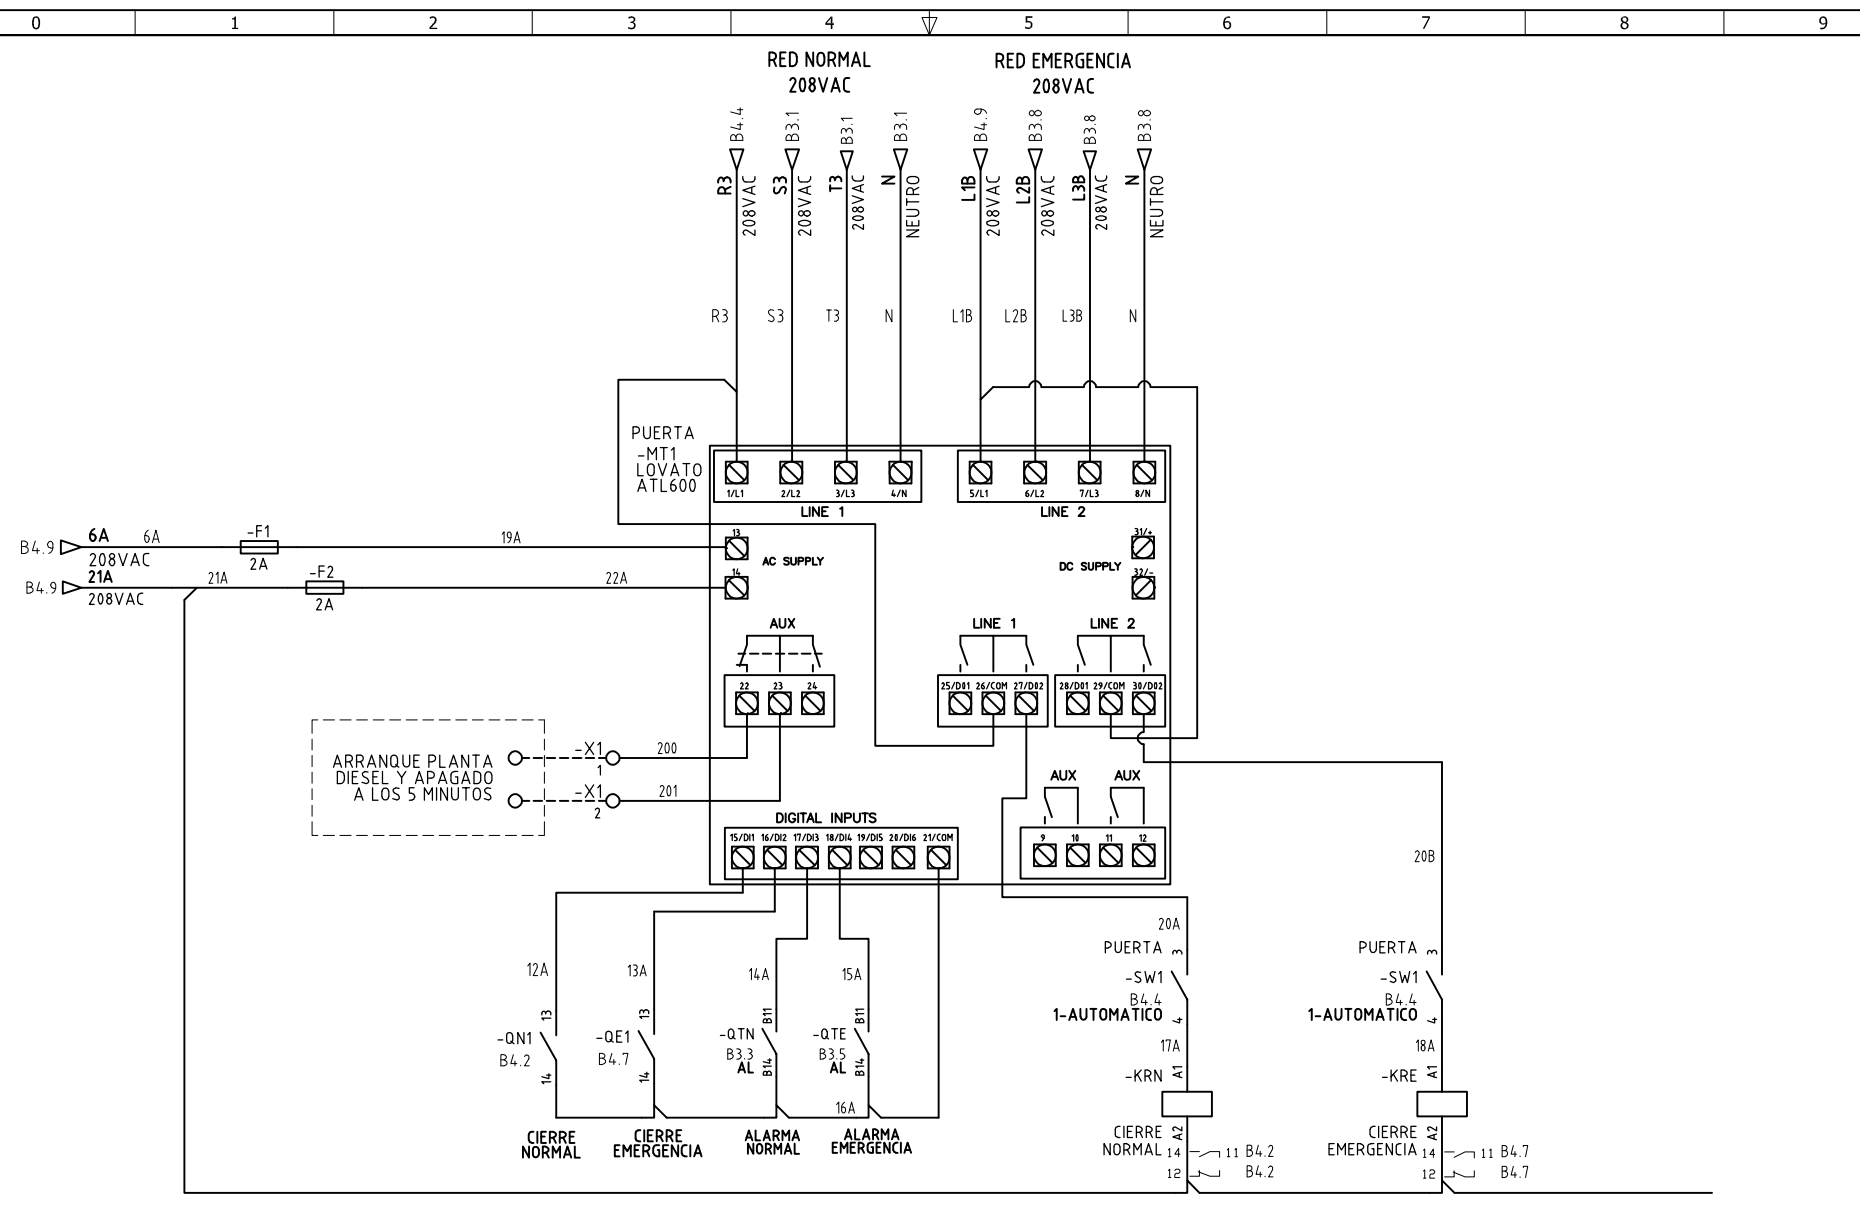 0 1 2 3 4 5 6 7 8 9
RED NORMAL
208VAC
RED EMERGENCIA
208VAC
B4.4 B3.1 B3.1 B3.1 B4.9 B3.8 B3.8 B3.8
R3 S3 T3 N L1B L2B L3B N
208VAC 208VAC 208VAC NEUTRO 208VAC 208VAC 208VAC NEUTRO
R3 S3 T3 N L1B L2B L3B N
PUERTA
-MT1
LOVATO
ATL600
1/L1 2/L2 3/L3 4/N 5/L1 6/L2 7/L3 8/N
LINE 1 LINE 2
B4.9 6A 6A -F1 19A 13
208VAC 2A
AC SUPPLY
31/+
DC SUPPLY
32/-
B4.9 21A 21A -F2 22A 14
208VAC 2A
AUX LINE 1 LINE 2
22 23 24 25/DO1 26/COM 27/DO2 28/DO1 29/COM 30/DO2
ARRANQUE PLANTA
DIESEL Y APAGADO
A LOS 5 MINUTOS
-X1 200
1
-X1 201
2
AUX AUX
DIGITAL INPUTS
15/DI1 16/DI2 17/DI3 18/DI4 19/DI5 20/DI6 21/COM
9 10 11 12
20B
20A
PUERTA 3
-SW1
B4.4
1-AUTOMATICO 4
17A
-KRN A1
PUERTA 3
-SW1
B4.4
1-AUTOMATICO 4
18A
-KRE A1
12A 13A 14A 15A
13 13 B11 B11
-QN1
B4.2
14
-QE1
B4.7
14
-QTN
B3.3
AL B14
-QTE
B3.5
AL B14
16A
CIERRE
NORMAL
CIERRE
EMERGENCIA
ALARMA
NORMAL
ALARMA
EMERGENCIA
CIERRE A2
NORMAL 14 11 B4.2
12 B4.2
CIERRE A2
EMERGENCIA 14 11 B4.7
12 B4.7